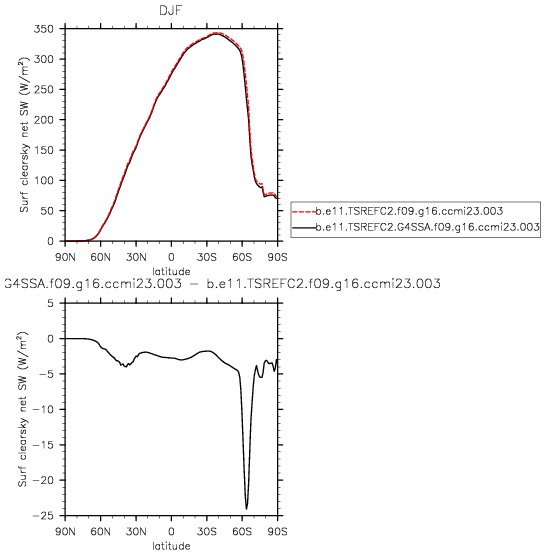 DJF
350
300
250
200
150
100
50
0
Surf clearsky net SW (W/m²)
90N 60N 30N 0 30S 60S 90S
latitude
b.e11.TSREFC2.f09.g16.ccmi23.003
b.e11.TSREFC2.G4SSA.f09.g16.ccmi23.003
G4SSA.f09.g16.ccmi23.003 − b.e11.TSREFC2.f09.g16.ccmi23.003
5
0
−5
−10
−15
−20
−25
Surf clearsky net SW (W/m²)
90N 60N 30N 0 30S 60S 90S
latitude